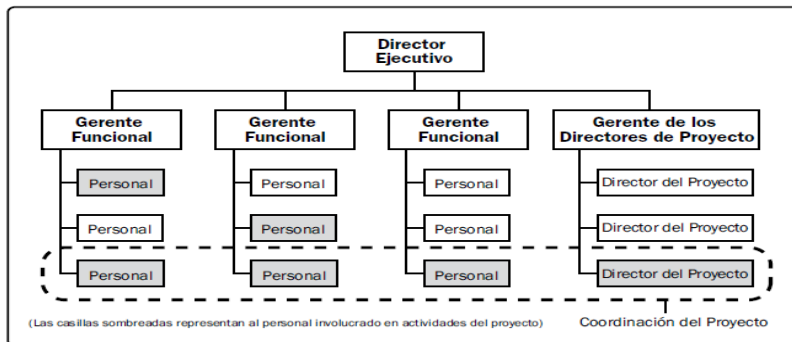 Director
Ejecutivo
Gerente
Funcional
Gerente
Funcional
Gerente
Funcional
Gerente de los
Directores de Proyecto
Personal
Personal
Personal
Director del Proyecto
Personal
Personal
Personal
Director del Proyecto
Personal
Personal
Personal
Director del Proyecto
(Las casillas sombreadas representan al personal involucrado en actividades del proyecto)
Coordinación del Proyecto